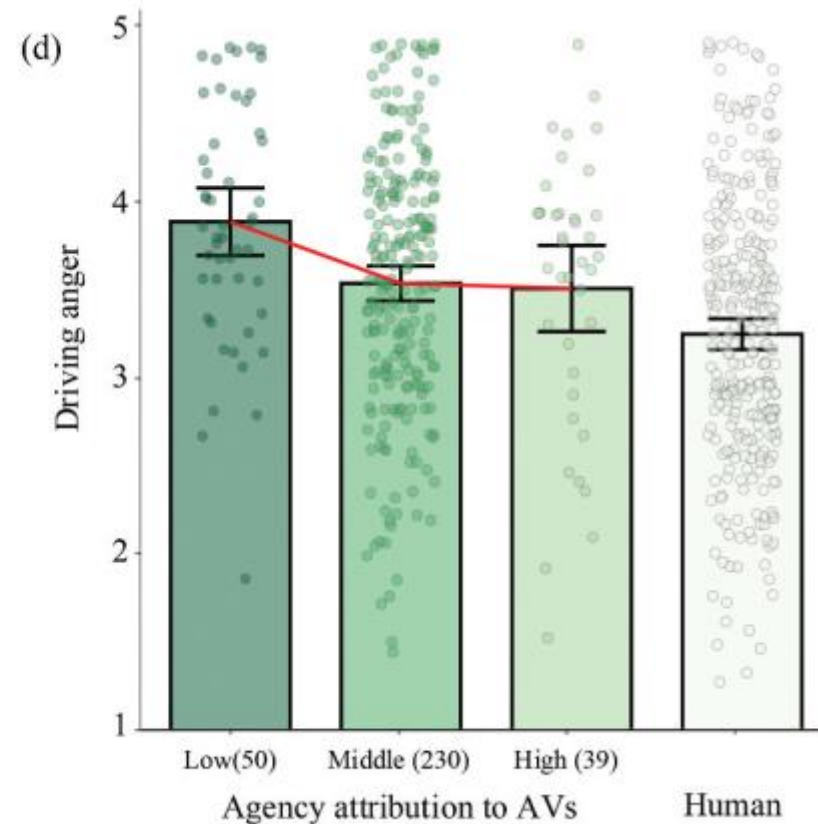 (d)
Driving anger
5
4
3
2
1
Low(50) Middle (230) High (39)
Agency attribution to AVs Human